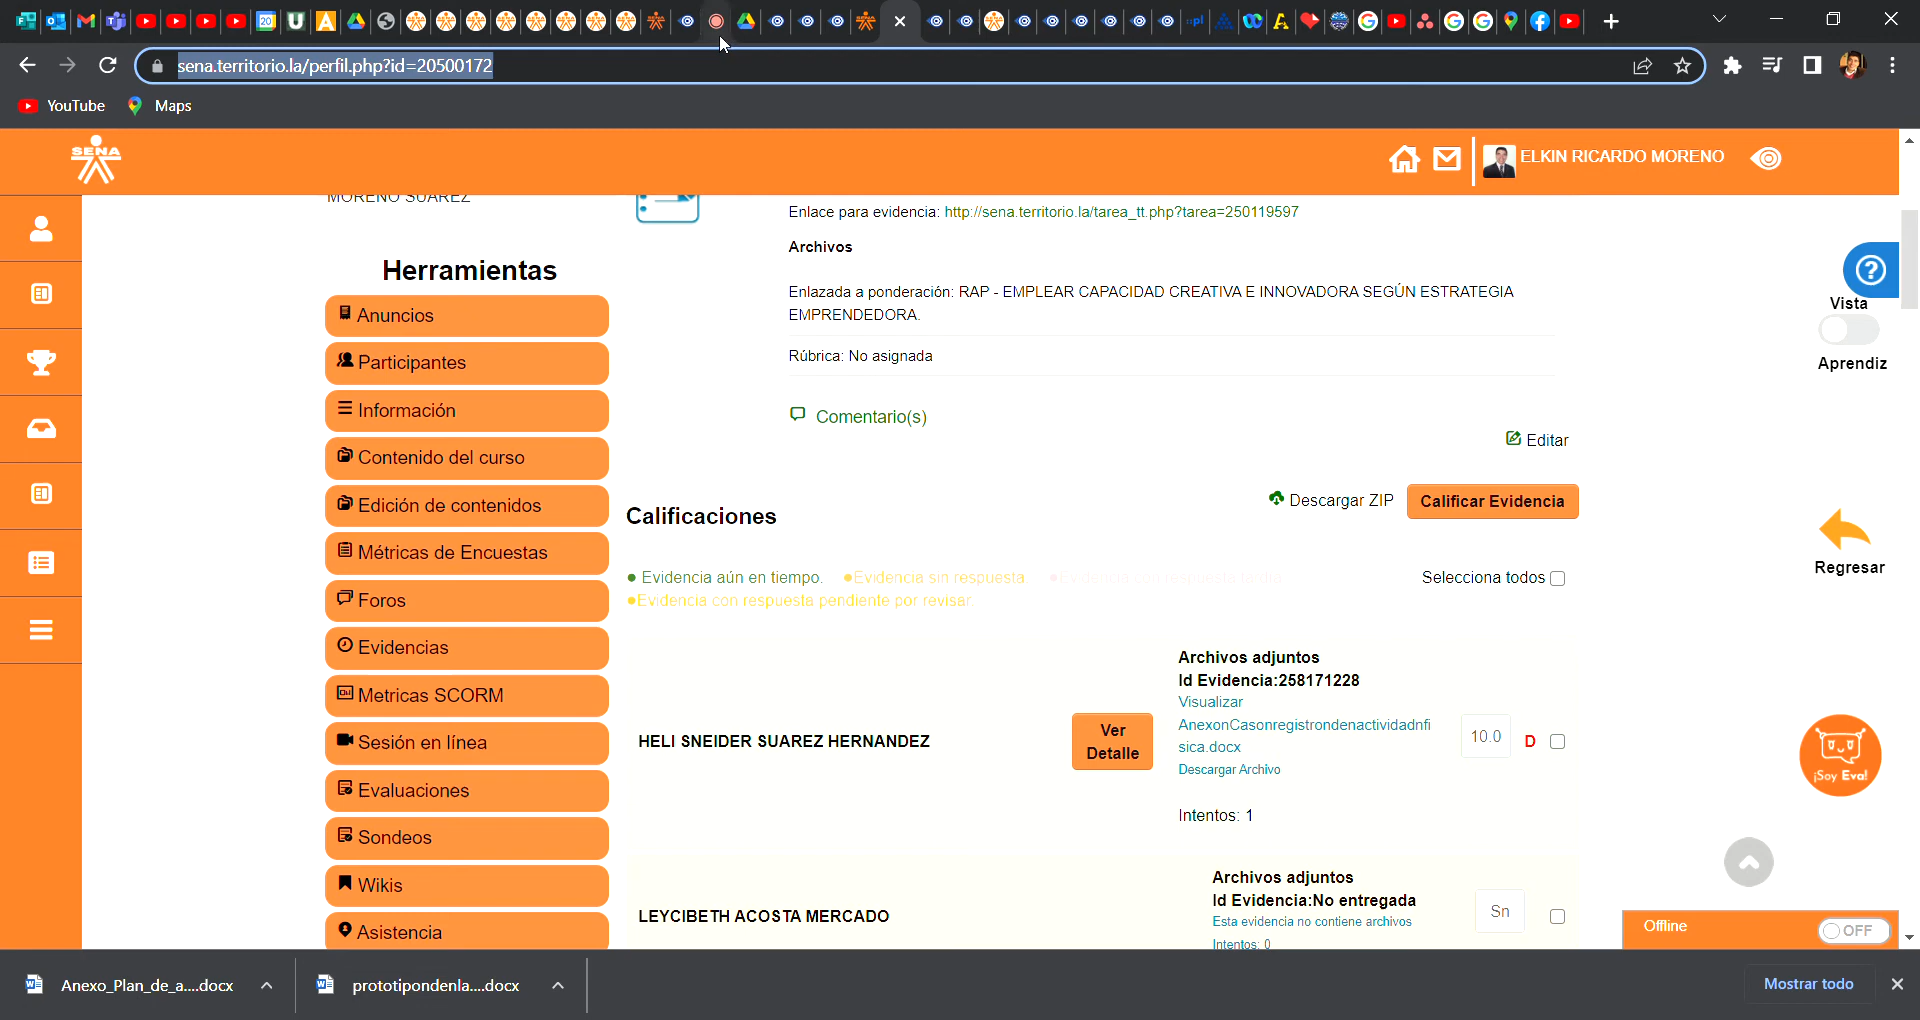 sena.territorio.la/perfil.php?id=20500172
YouTube
Maps
SENA
ELKIN RICARDO MORENO
MORENO SUAREZ
Enlace para evidencia: http://sena.territorio.la/tarea_tt.php?tarea=250119597
Archivos
Enlazada a ponderación: RAP - EMPLEAR CAPACIDAD CREATIVA E INNOVADORA SEGÚN ESTRATEGIA
EMPRENDEDORA.
Rúbrica: No asignada
Comentario(s)
Editar
Vista
Aprendiz
Herramientas
Anuncios
Participantes
Información
Contenido del curso
Edición de contenidos
Métricas de Encuestas
Foros
Evidencias
Metricas SCORM
Sesión en línea
Evaluaciones
Sondeos
Wikis
Asistencia
Calificaciones
Descargar ZIP
Calificar Evidencia
Evidencia aún en tiempo.
Evidencia sin respuesta
Evidencia con respuesta tardía
Evidencia con respuesta pendiente por revisar.
Selecciona todos
Regresar
HELI SNEIDER SUAREZ HERNANDEZ
Ver
Detalle
Archivos adjuntos
Id Evidencia:258171228
Visualizar
AnexonCasonregistrondenactividadnfi
sica.docx
Descargar Archivo
Intentos: 1
10.0
D
¡Soy Eva!
LEYCIBETH ACOSTA MERCADO
Archivos adjuntos
Id Evidencia:No entregada
Esta evidencia no contiene archivos
Intentos: 0
Sn
Offline
OFF
Anexo_Plan_de_a....docx
prototipondenla....docx
Mostrar todo